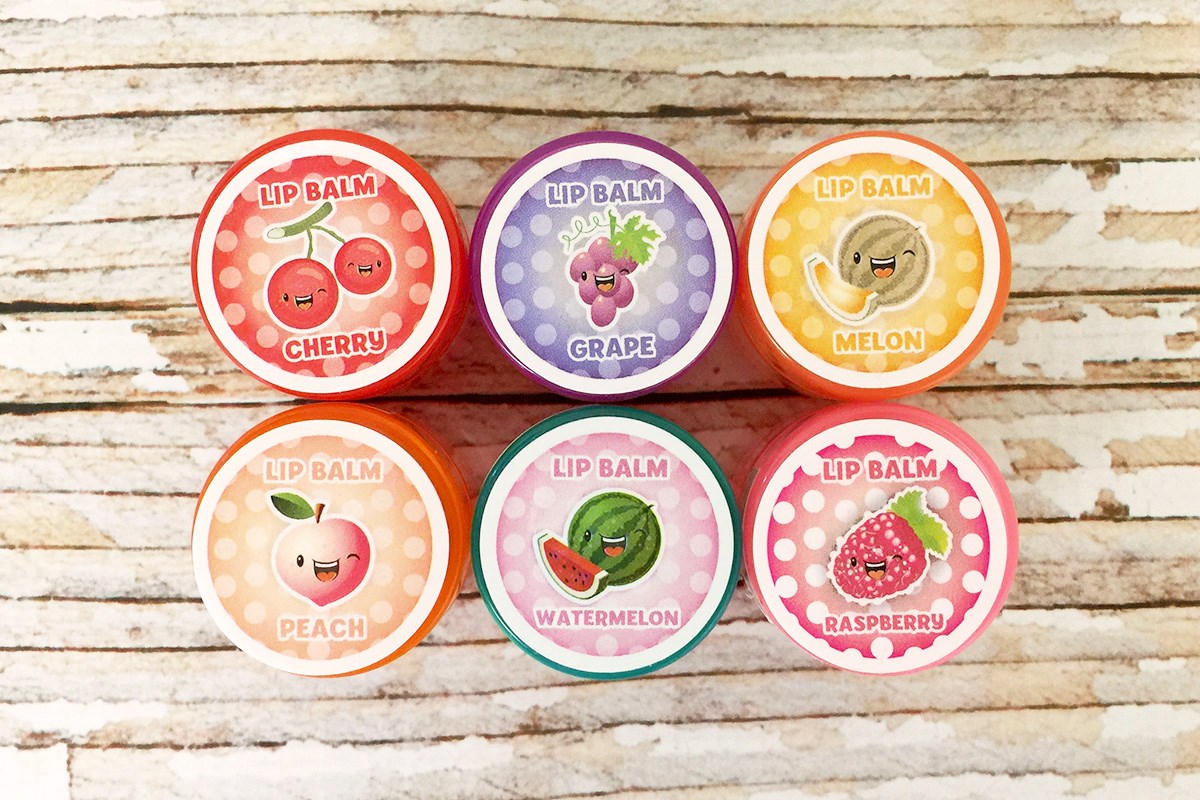 LIP BALM
CHERRY
LIP BALM
GRAPE
LIP BALM
MELON
LIP BALM
PEACH
LIP BALM
WATERMELON
LIP BALM
RASPBERRY